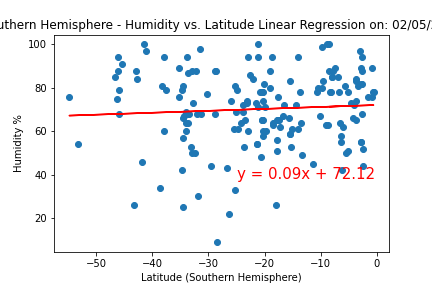 uthern Hemisphere - Humidity vs. Latitude Linear Regression on: 02/05/
100
80
60
40
20
Humidity %
y = 0.09x + 72.12
−50 −40 −30 −20 −10 0
Latitude (Southern Hemisphere)